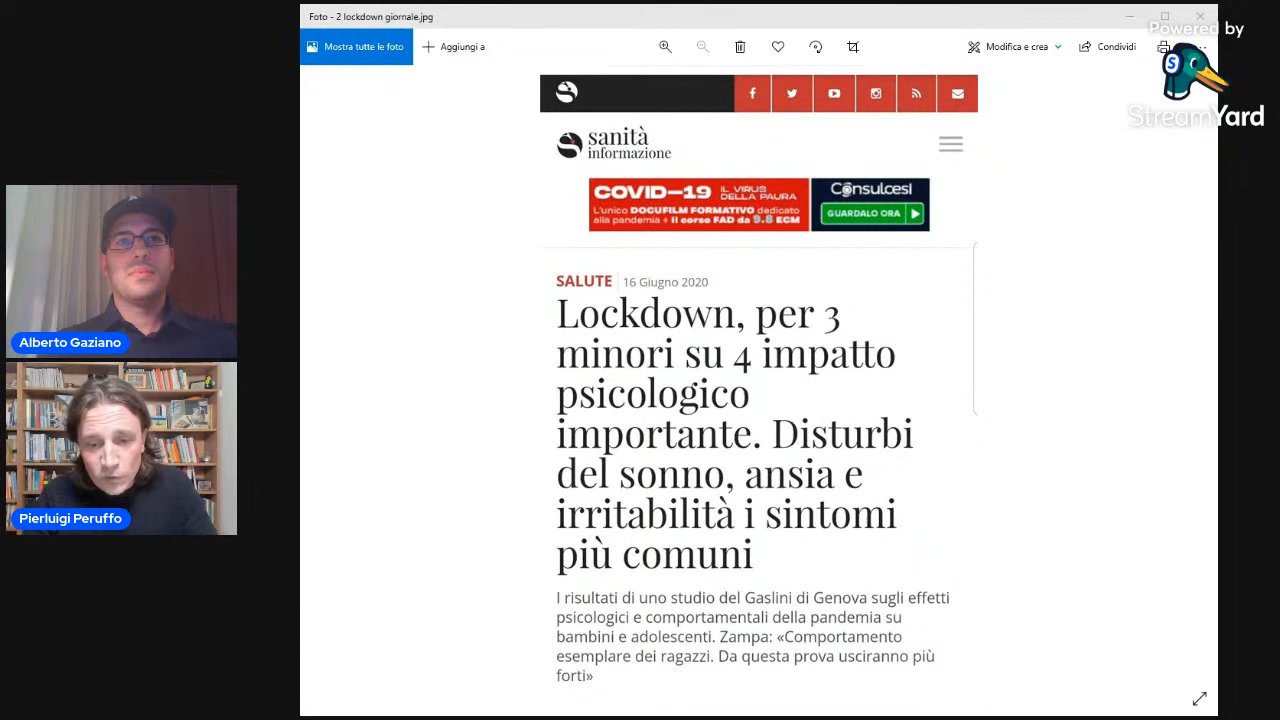 Foto - 2 lockdown giornale.jpg
Mostra tutte le foto
Aggiungi a
Modifica e crea
Condividi
Powered by
S
StreamYard
sanità
informazione
COVID-19 IL VIRUS DELLA PAURA
L'unico DOCUFILM FORMATIVO dedicato
alla pandemia + il corso FAD da 9.8 ECM
Consulcesi
GUARDALO ORA
SALUTE
16 Giugno 2020
Lockdown, per 3
minori su 4 impatto
psicologico
importante. Disturbi
del sonno, ansia e
irritabilità i sintomi
più comuni
I risultati di uno studio del Gaslini di Genova sugli effetti
psicologici e comportamentali della pandemia su
bambini e adolescenti. Zampa: «Comportamento
esemplare dei ragazzi. Da questa prova usciranno più
forti»
Alberto Gaziano
Pierluigi Peruffo